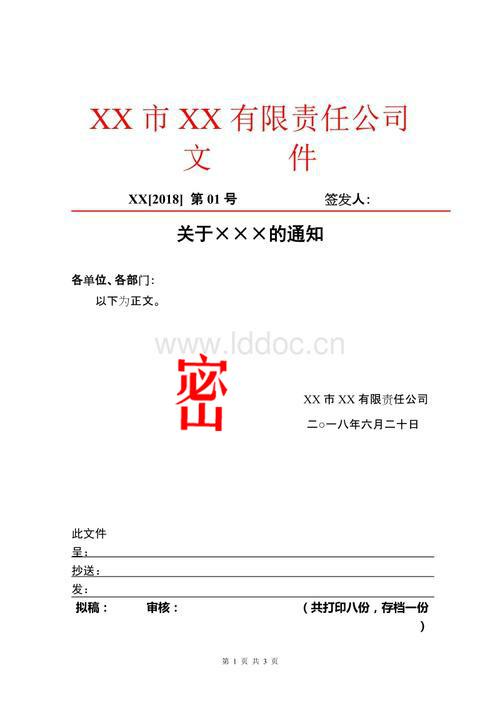 XX 市 XX 有限责任公司
文 件
XX[2018] 第 01 号 签发人：
关于×××的通知
各单位、各部门：
以下为正文。
www.lddoc.cn
密
XX 市 XX 有限责任公司
二○一八年六月二十日
此文件
呈：
抄送：
发：
拟稿： 审核： （共打印八份，存档一份
）
第 1 页 共 3 页